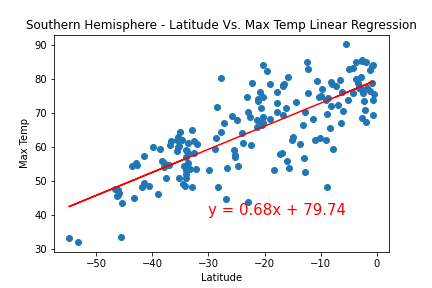 Southern Hemisphere - Latitude Vs. Max Temp Linear Regression
90
80
70
60
50
40
30
Max Temp
y = 0.68x + 79.74
−50 −40 −30 −20 −10 0
Latitude